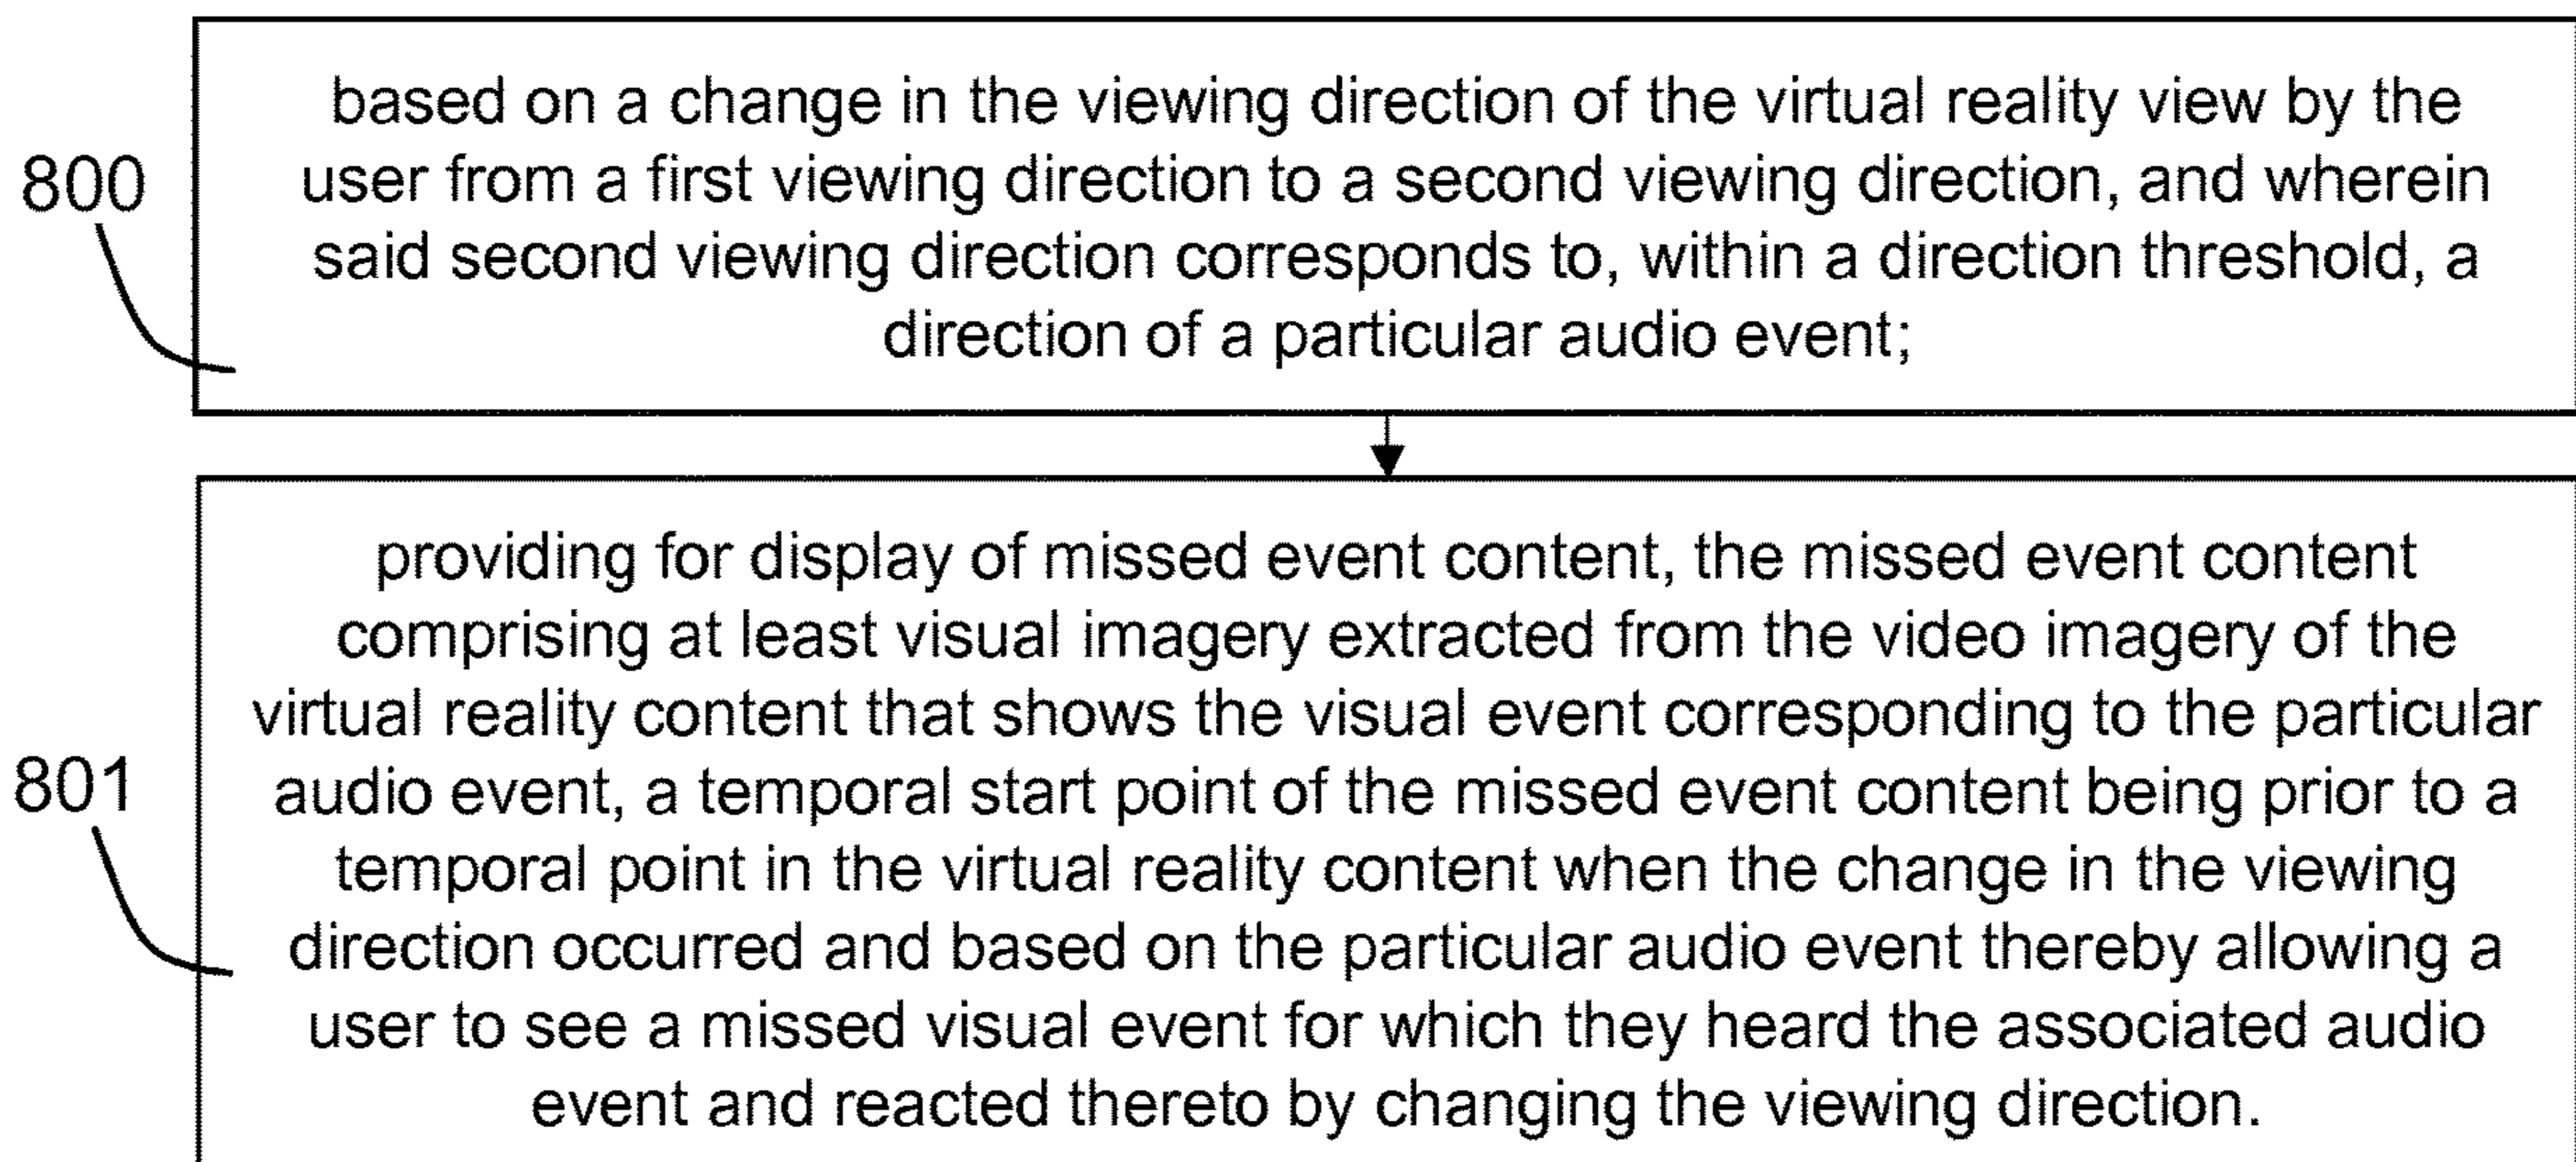 800
based on a change in the viewing direction of the virtual reality view by the
user from a first viewing direction to a second viewing direction, and wherein
said second viewing direction corresponds to, within a direction threshold, a
direction of a particular audio event;
801
providing for display of missed event content, the missed event content
comprising at least visual imagery extracted from the video imagery of the
virtual reality content that shows the visual event corresponding to the particular
audio event, a temporal start point of the missed event content being prior to a
temporal point in the virtual reality content when the change in the viewing
direction occurred and based on the particular audio event thereby allowing a
user to see a missed visual event for which they heard the associated audio
event and reacted thereto by changing the viewing direction.